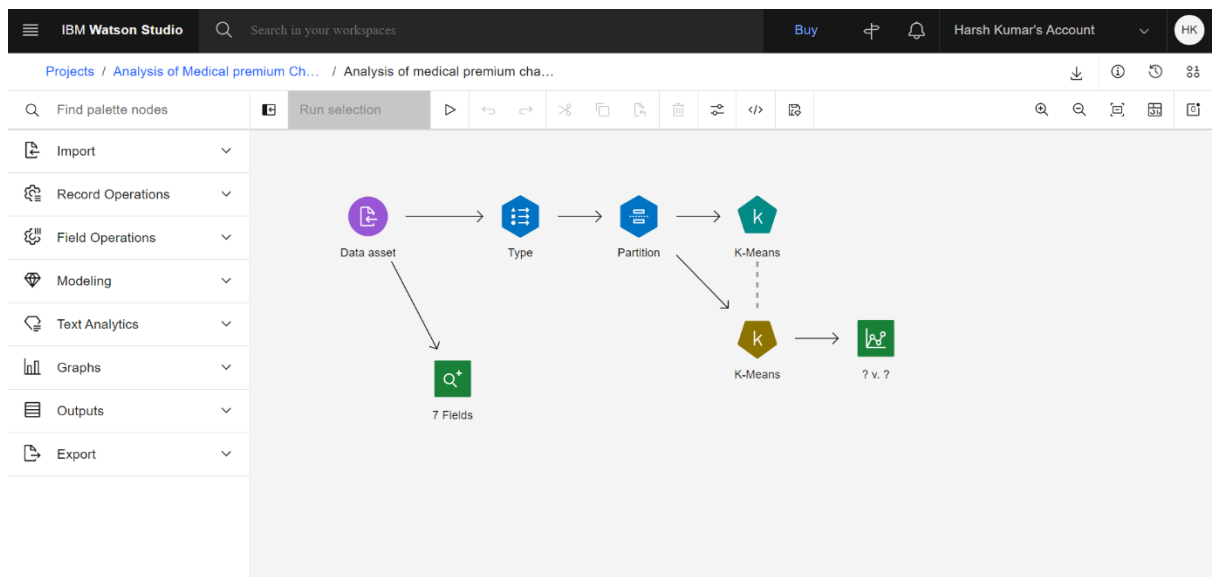 IBM Watson Studio
Search in your workspaces
Buy
Harsh Kumar's Account
HK
Projects / Analysis of Medical premium Ch... / Analysis of medical premium cha...
Find palette nodes
Run selection
Import
Record Operations
Field Operations
Modeling
Text Analytics
Graphs
Outputs
Export
Data asset
Type
Partition
k
K-Means
k
K-Means
? v. ?
7 Fields